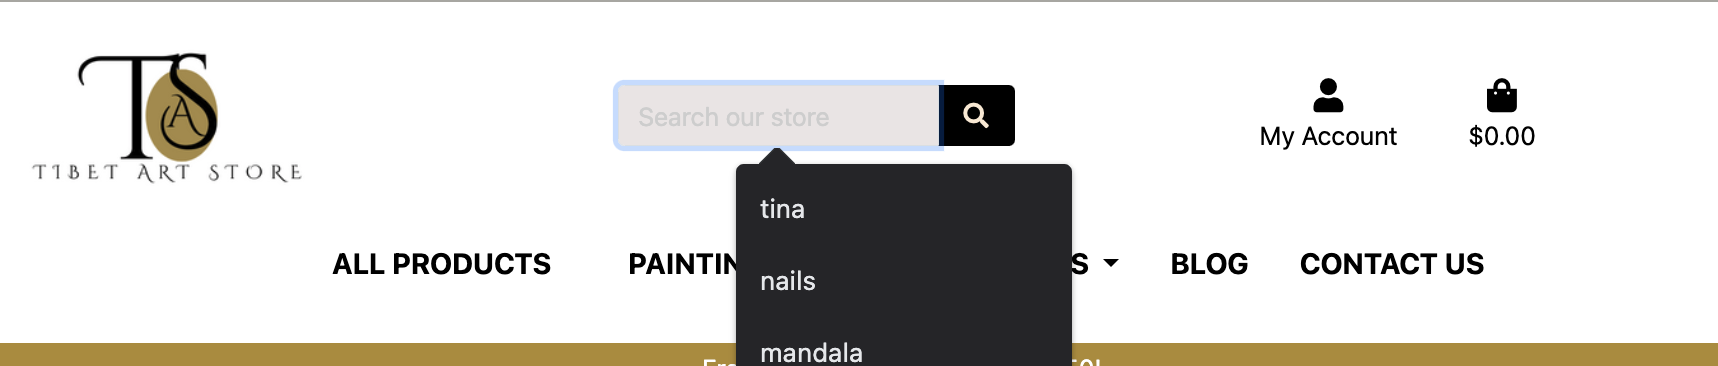 TAS
TIBET ART STORE
Search our store
My Account
$0.00
tina
nails
mandala
ALL PRODUCTS
BLOG
CONTACT US